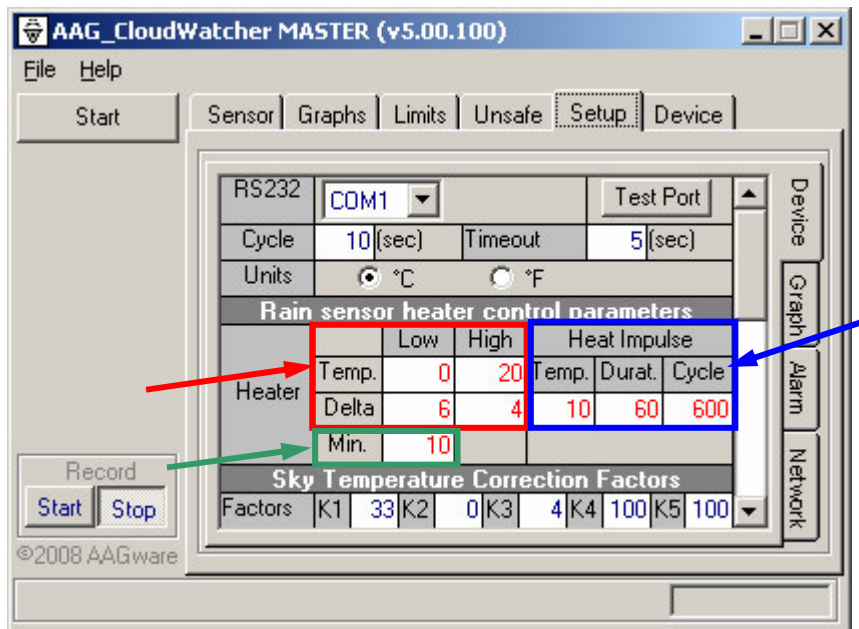 AAG_CloudWatcher MASTER (v5.00.100)
File Help
Start Sensor Graphs Limits Unsafe Setup Device
RS232 COM1 Test Port
Cycle 10 (sec) Timeout 5 (sec)
Units °C °F
Rain sensor heater control parameters
Low High Heat Impulse
Heater Temp. 0 20 Temp. Durat. Cycle
Delta 6 4 10 60 600
Min. 10
Sky Temperature Correction Factors
Factors K1 33 K2 0 K3 4 K4 100 K5 100
Device
Graph
Alarm
Network
Record
Start Stop
©2008 AAGware